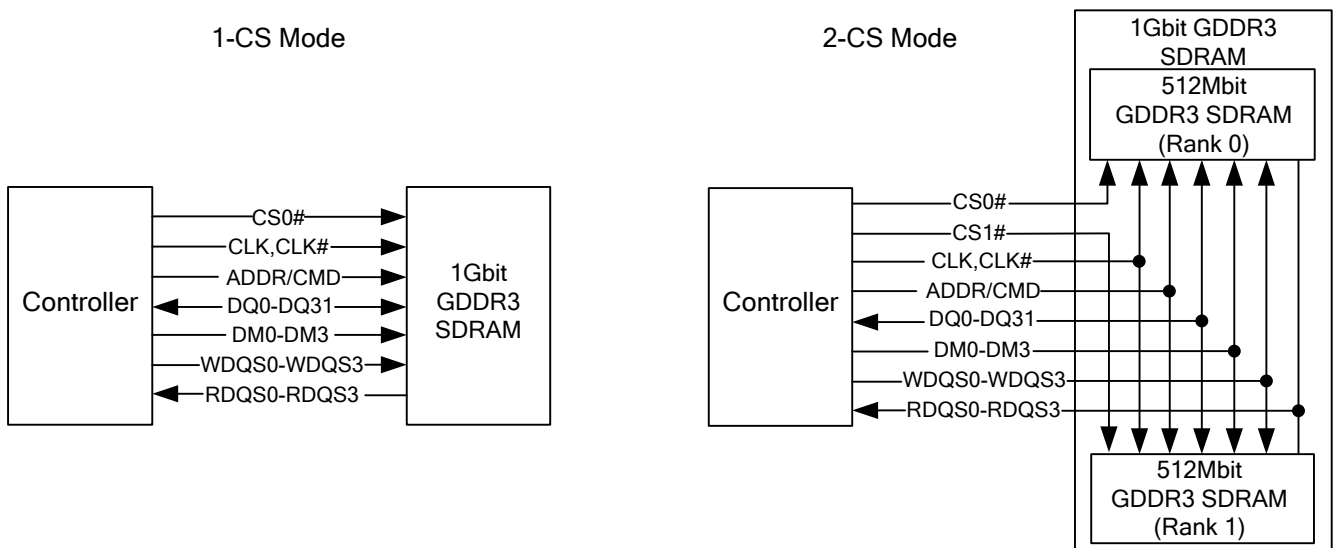 1-CS Mode
Controller
CS0#
CLK,CLK#
ADDR/CMD
DQ0-DQ31
DM0-DM3
WDQS0-WDQS3
RDQS0-RDQS3
1Gbit
GDDR3
SDRAM
2-CS Mode
Controller
CS0#
CS1#
CLK,CLK#
ADDR/CMD
DQ0-DQ31
DM0-DM3
WDQS0-WDQS3
RDQS0-RDQS3
1Gbit GDDR3
SDRAM
512Mbit
GDDR3 SDRAM
(Rank 0)
512Mbit
GDDR3 SDRAM
(Rank 1)